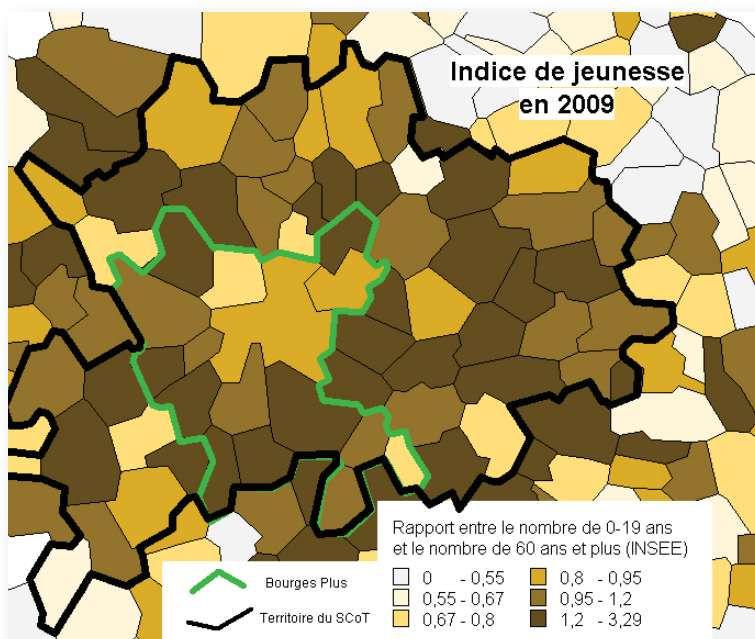 Indice de jeunesse
en 2009
Rapport entre le nombre de 0-19 ans
et le nombre de 60 ans et plus (INSEE)
0 - 0,55
0,55 - 0,67
0,67 - 0,8
0,8 - 0,95
0,95 - 1,2
1,2 - 3,29
Bourges Plus
Territoire du SCoT